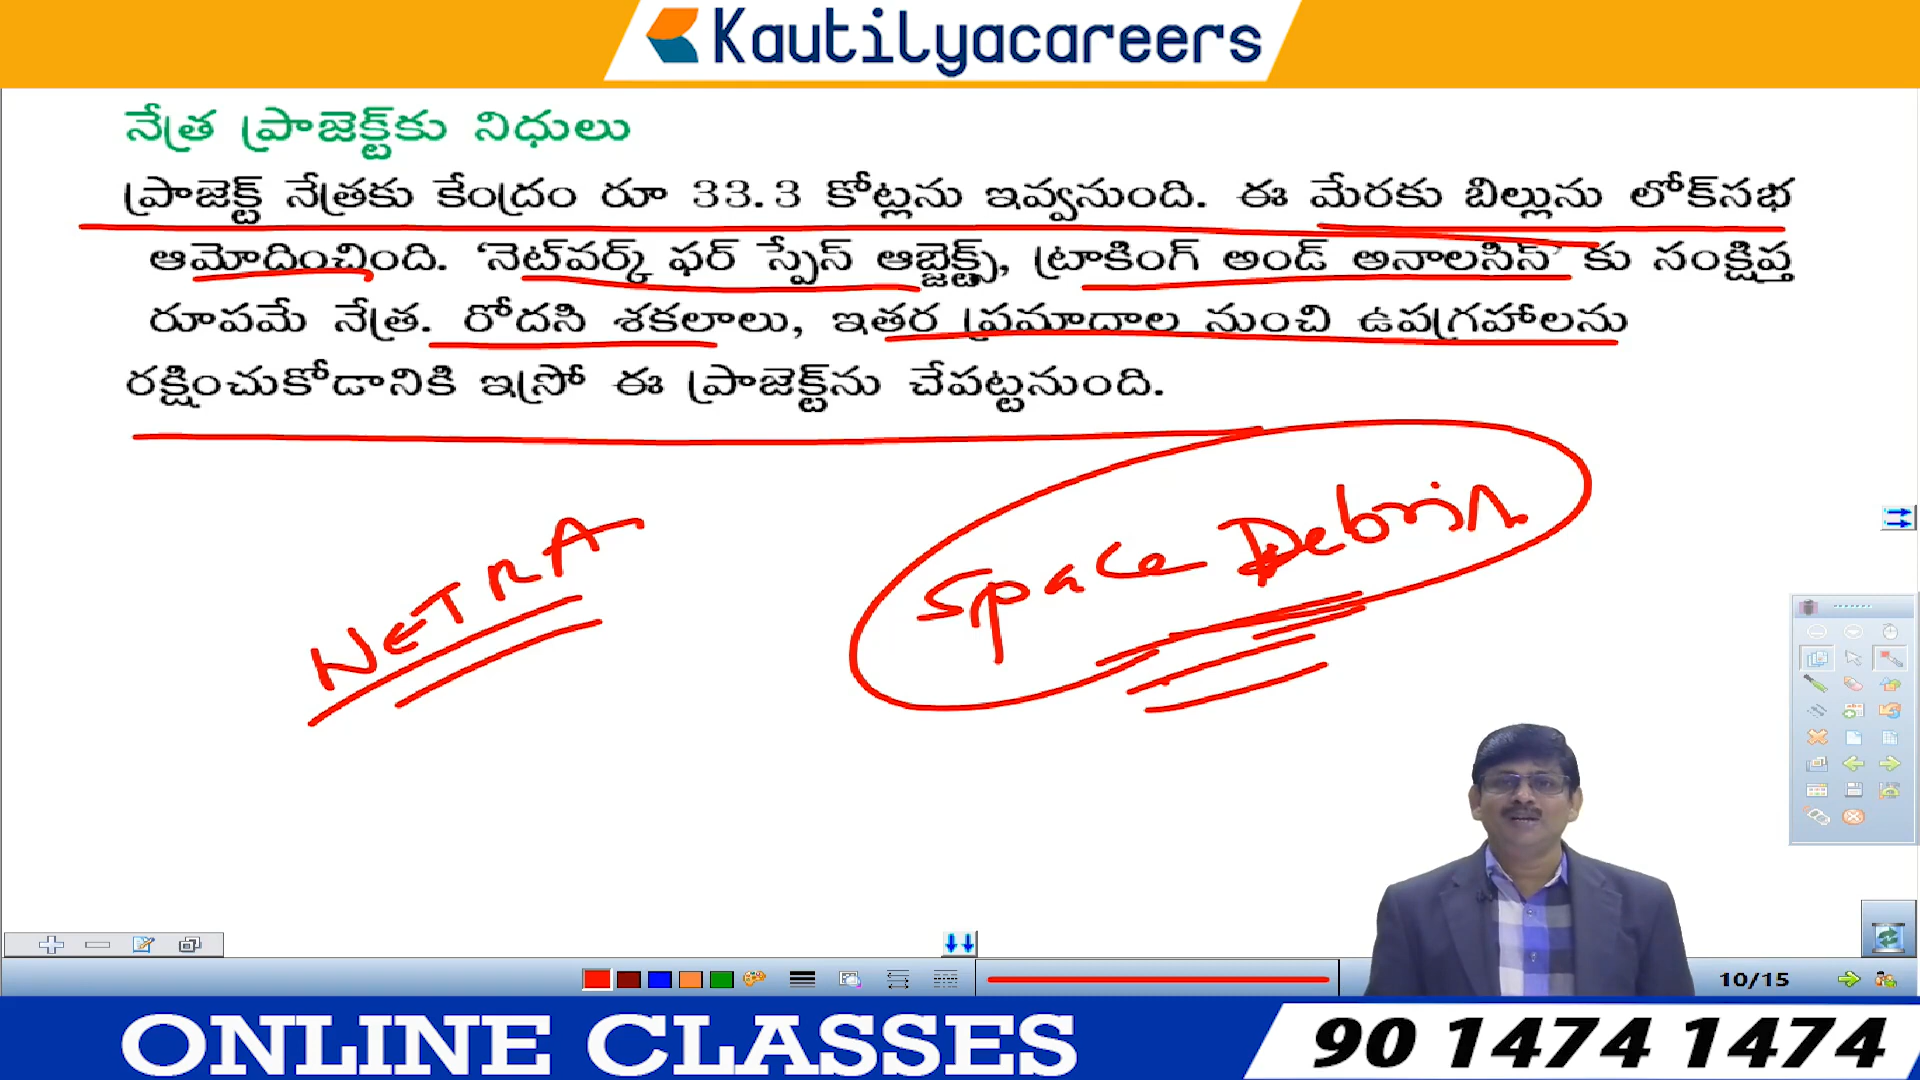 Kautilyacareers
నేత్ర ప్రాజెక్ట్‌కు నిధులు
ప్రాజెక్ట్ నేత్రకు కేంద్రం రూ 33.3 కోట్లను ఇవ్వనుంది. ఈ మేరకు బిల్లును లోక్‌సభ
ఆమోదించింది. 'నెట్‌వర్క్ ఫర్ స్పేస్ ఆబ్జెక్ట్స్, ట్రాకింగ్ అండ్ అనాలసిస్' కు సంక్షిప్త
రూపమే నేత్ర. రోదసి శకలాలు, ఇతర ప్రమాదాల నుంచి ఉపగ్రహాలను
రక్షించుకోడానికి ఇస్రో ఈ ప్రాజెక్ట్‌ను చేపట్టనుంది.
NETRA
Space Debris
10/15
ONLINE CLASSES
90 1474 1474